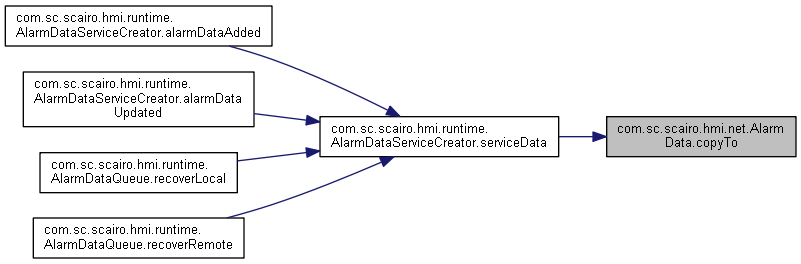 com.sc.scairo.hmi.runtime.
AlarmDataServiceCreator.alarmDataAdded
com.sc.scairo.hmi.runtime.
AlarmDataServiceCreator.alarmData
Updated
com.sc.scairo.hmi.runtime.
AlarmDataQueue.recoverLocal
com.sc.scairo.hmi.runtime.
AlarmDataQueue.recoverRemote
com.sc.scairo.hmi.runtime.
AlarmDataServiceCreator.serviceData
com.sc.scairo.hmi.net.Alarm
Data.copyTo